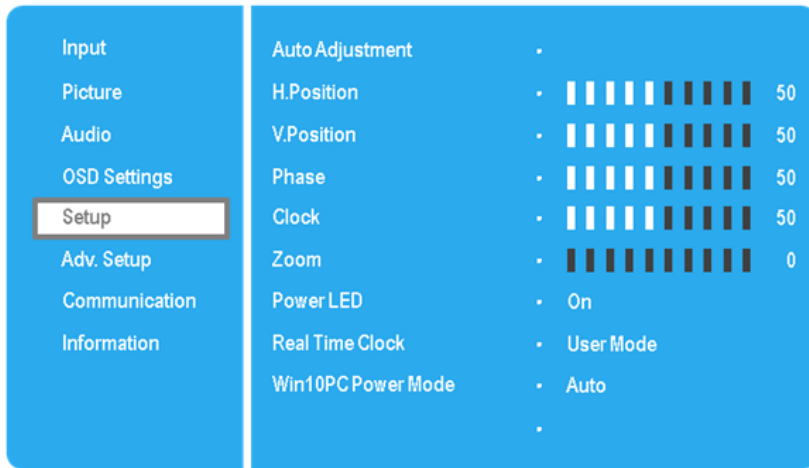 Input
Picture
Audio
OSD Settings
Setup
Adv. Setup
Communication
Information
Auto Adjustment
H.Position 50
V.Position 50
Phase 50
Clock 50
Zoom 0
Power LED On
Real Time Clock User Mode
Win10PC Power Mode Auto